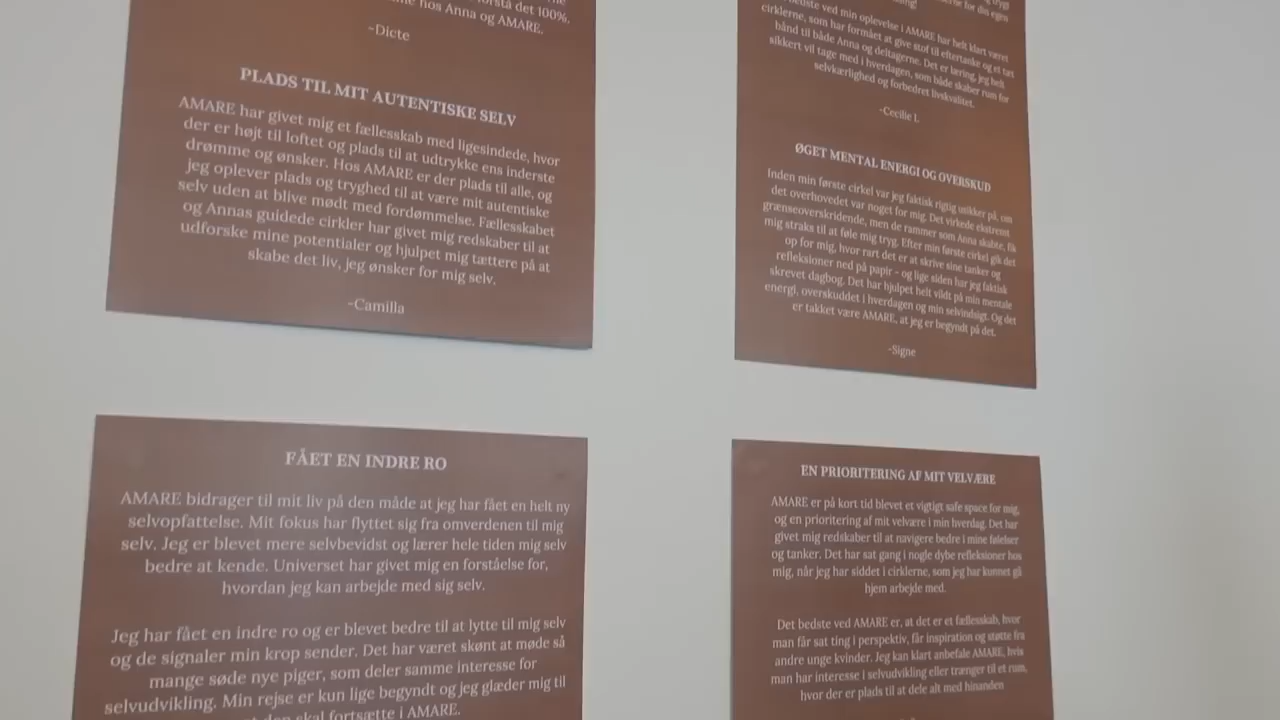 forstå det 100%.
hos Anna og AMARE.
-Dicte
PLADS TIL MIT AUTENTISKE SELV
AMARE har givet mig et fællesskab med ligesindede, hvor
der er højt til loftet og plads til at udtrykke ens inderste
drømme og ønsker. Hos AMARE er der plads til alle, og
jeg oplever plads og tryghed til at være mit autentiske
selv uden at blive mødt med fordømmelse. Fællesskabet
og Annas guidede cirkler har givet mig redskaber til at
udforske mine potentialer og hjulpet mig tættere på at
skabe det liv, jeg ønsker for mig selv.
-Camilla
for din egen
bedste ved min oplevelse i AMARE har helt klart været
cirklerne, som har formået at give stof til eftertanke og et tæt
bånd til både Anna og deltagerne. Det er læring, jeg helt
sikkert vil tage med i hverdagen, som både skaber rum for
selvkærlighed og forbedret livskvalitet.
-Cecilie L
ØGET MENTAL ENERGI OG OVERSKUD
Inden min første cirkel var jeg faktisk rigtig usikker på, om
det overhovedet var noget for mig. Det virkede ekstremt
grænseoverskridende, men de rammer som Anna skabte, fik
mig straks til at føle mig tryg. Efter min første cirkel gik det
op for mig, hvor rart det er at skrive sine tanker og
refleksioner ned på papir - og lige siden har jeg faktisk
skrevet dagbog. Det har hjulpet helt vildt på min mentale
energi, overskuddet i hverdagen og min selvindsigt. Og det
er takket være AMARE, at jeg er begyndt på det.
-Signe
FÅET EN INDRE RO
AMARE bidrager til mit liv på den måde at jeg har fået en helt ny
selvopfattelse. Mit fokus har flyttet sig fra omverdenen til mig
selv. Jeg er blevet mere selvbevidst og lærer hele tiden mig selv
bedre at kende. Universet har givet mig en forståelse for,
hvordan jeg kan arbejde med sig selv.
Jeg har fået en indre ro og er blevet bedre til at lytte til mig selv
og de signaler min krop sender. Det har været skønt at møde så
mange søde nye piger, som deler samme interesse for
selvudvikling. Min rejse er kun lige begyndt og jeg glæder mig til
den skal fortsætte i AMARE.
EN PRIORITERING AF MIT VELVÆRE
AMARE er på kort tid blevet et vigtigt safe space for mig,
og en prioritering af mit velvære i min hverdag. Det har
givet mig redskaber til at navigere bedre i mine følelser
og tanker. Det har sat gang i nogle dybe refleksioner hos
mig, når jeg har siddet i cirklerne, som jeg har kunnet gå
hjem arbejde med.
Det bedste ved AMARE er, at det er et fællesskab, hvor
man får sat ting i perspektiv, får inspiration og støtte fra
andre unge kvinder. Jeg kan klart anbefale AMARE, hvis
man har interesse i selvudvikling eller trænger til et rum,
hvor der er plads til at dele alt med hinanden